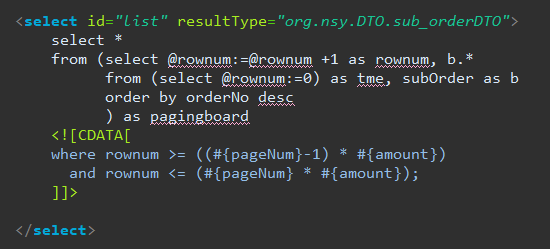 <select id="list" resultType="org.nsy.DTO.sub_orderDTO">
select *
from (select @rownum:=@rownum +1 as rownum, b.*
from (select @rownum:=0) as tme, subOrder as b
order by orderNo desc
) as pagingboard
<![CDATA[
where rownum >= ((#{pageNum}-1) * #{amount})
and rownum <= (#{pageNum} * #{amount});
]]>
</select>